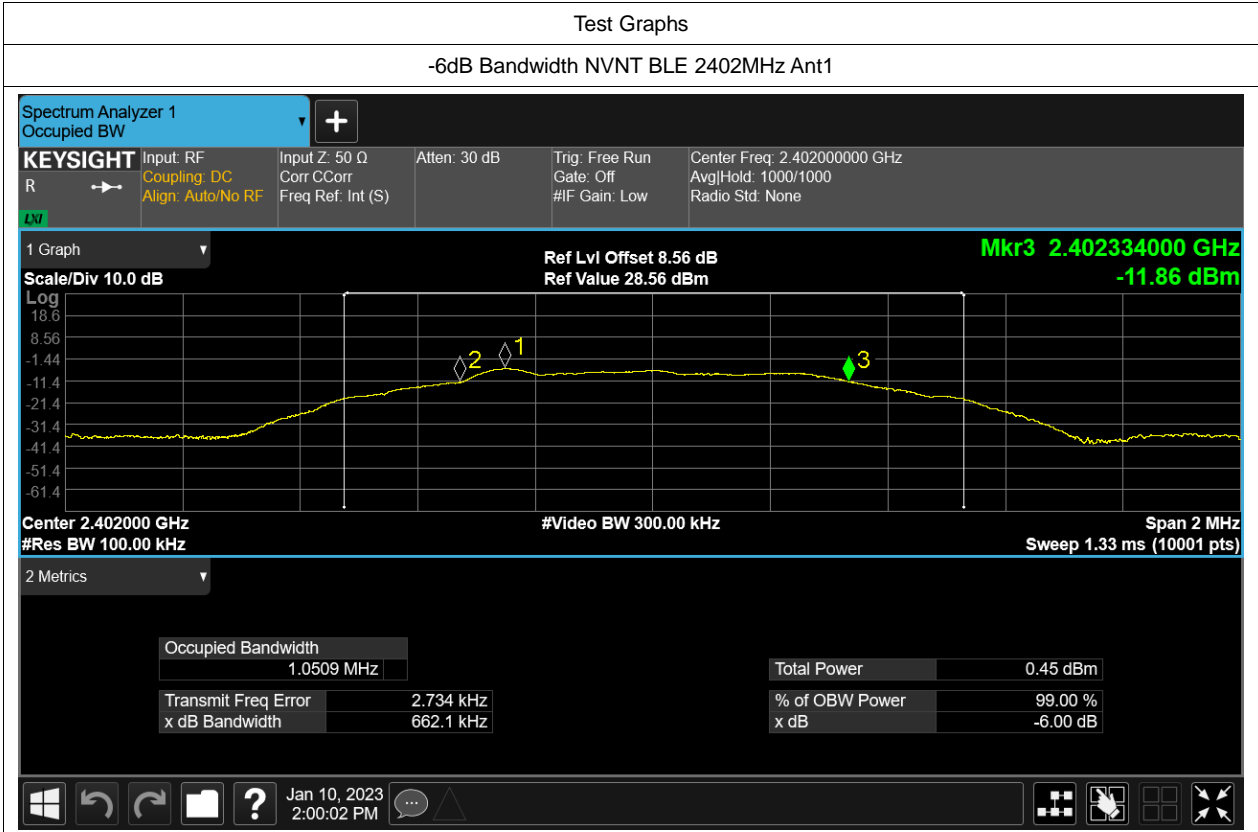 Test Graphs
-6dB Bandwidth NVNT BLE 2402MHz Ant1
Spectrum Analyzer 1
Occupied BW
KEYSIGHT
R
LXI
Input: RF
Coupling: DC
Align: Auto/No RF
Input Z: 50 Ω
Corr CCorr
Freq Ref: Int (S)
Atten: 30 dB
Trig: Free Run
Gate: Off
#IF Gain: Low
Center Freq: 2.402000000 GHz
Avg|Hold: 1000/1000
Radio Std: None
1 Graph
Scale/Div 10.0 dB
Ref Lvl Offset 8.56 dB
Ref Value 28.56 dBm
Mkr3 2.402334000 GHz
-11.86 dBm
Log
18.6
8.56
-1.44
-11.4
-21.4
-31.4
-41.4
-51.4
-61.4
2
1
3
Center 2.402000 GHz
#Res BW 100.00 kHz
#Video BW 300.00 kHz
Span 2 MHz
Sweep 1.33 ms (10001 pts)
2 Metrics
Occupied Bandwidth
1.0509 MHz
Transmit Freq Error 2.734 kHz
x dB Bandwidth 662.1 kHz
Total Power 0.45 dBm
% of OBW Power 99.00 %
x dB -6.00 dB
?
Jan 10, 2023
2:00:02 PM